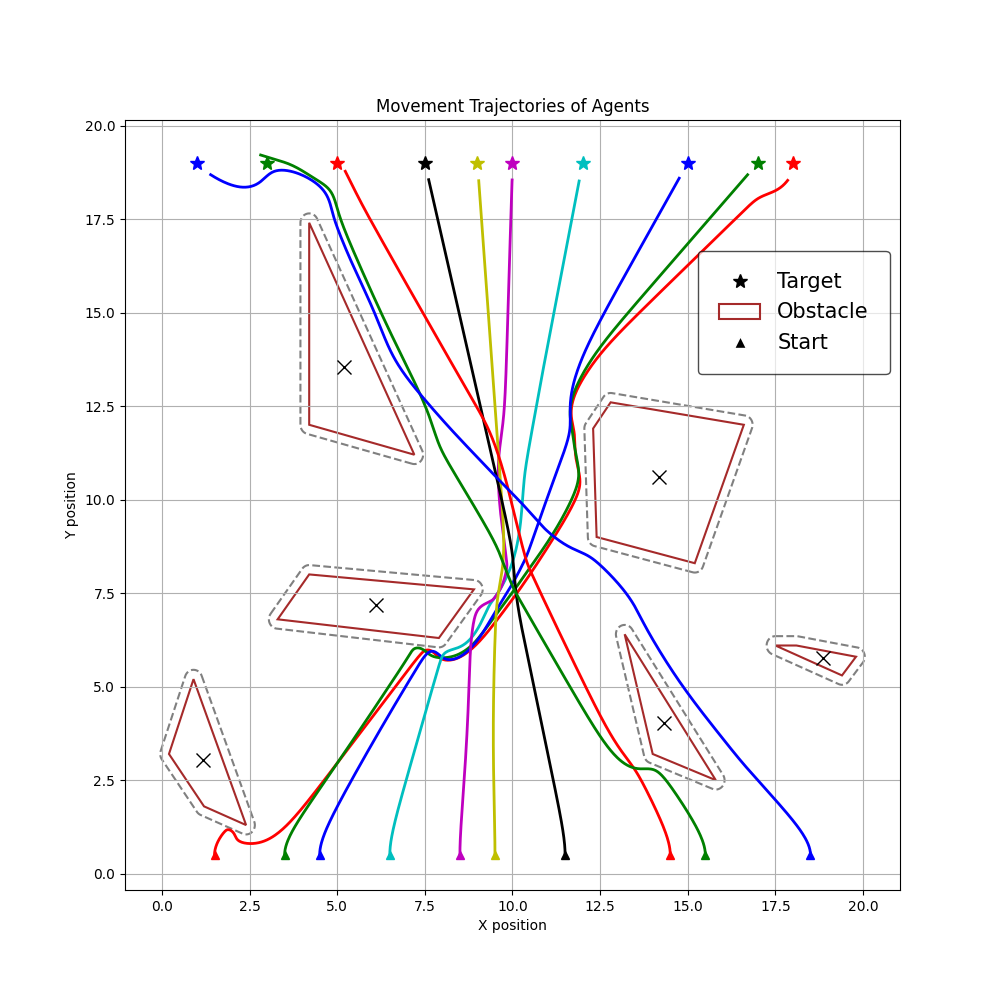 Movement Trajectories of Agents
20.0
17.5
15.0
12.5
10.0
7.5
5.0
2.5
0.0
Y position
Target
Obstacle
Start
0.0 2.5 5.0 7.5 10.0 12.5 15.0 17.5 20.0
X position